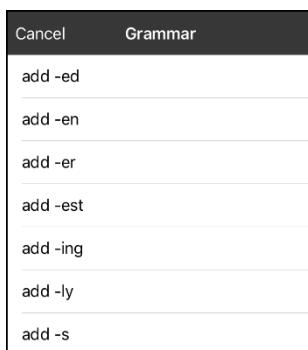 Cancel Grammar
add -ed
add -en
add -er
add -est
add -ing
add -ly
add -s